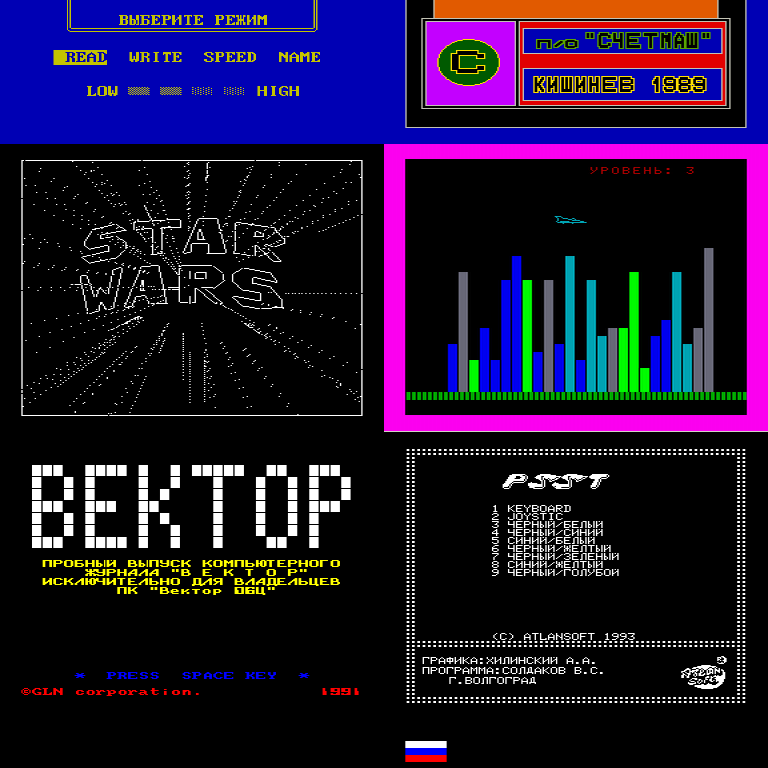 ВЫБЕРИТЕ РЕЖИМ
READ WRITE SPEED NAME
LOW HIGH
С
п/о "СЧЕТМАШ"
КИШИНЕВ 1989
STAR
WARS
УРОВЕНЬ: 3
ВЕКТОР
ПРОБНЫЙ ВЫПУСК КОМПЬЮТЕРНОГО
ЖУРНАЛА "В Е К Т О Р"
ИСКЛЮЧИТЕЛЬНО ДЛЯ ВЛАДЕЛЬЦЕВ
ПК "Вектор 06Ц"
* PRESS SPACE KEY *
©GLN corporation. 1991
PSST
1 KEYBOARD
2 JOYSTIC
3 ЧЕРНЫЙ/БЕЛЫЙ
4 ЧЕРНЫЙ/СИНИЙ
5 СИНИЙ/БЕЛЫЙ
6 ЧЕРНЫЙ/ЖЕЛТЫЙ
7 ЧЕРНЫЙ/ЗЕЛЕНЫЙ
8 СИНИЙ/ЖЕЛТЫЙ
9 ЧЕРНЫЙ/ГОЛУБОЙ
(C) ATLANSOFT 1993
ГРАФИКА:ХИЛИНСКИЙ А.А.
ПРОГРАММА:СОЛДАКОВ В.С.
Г.ВОЛГОГРАД